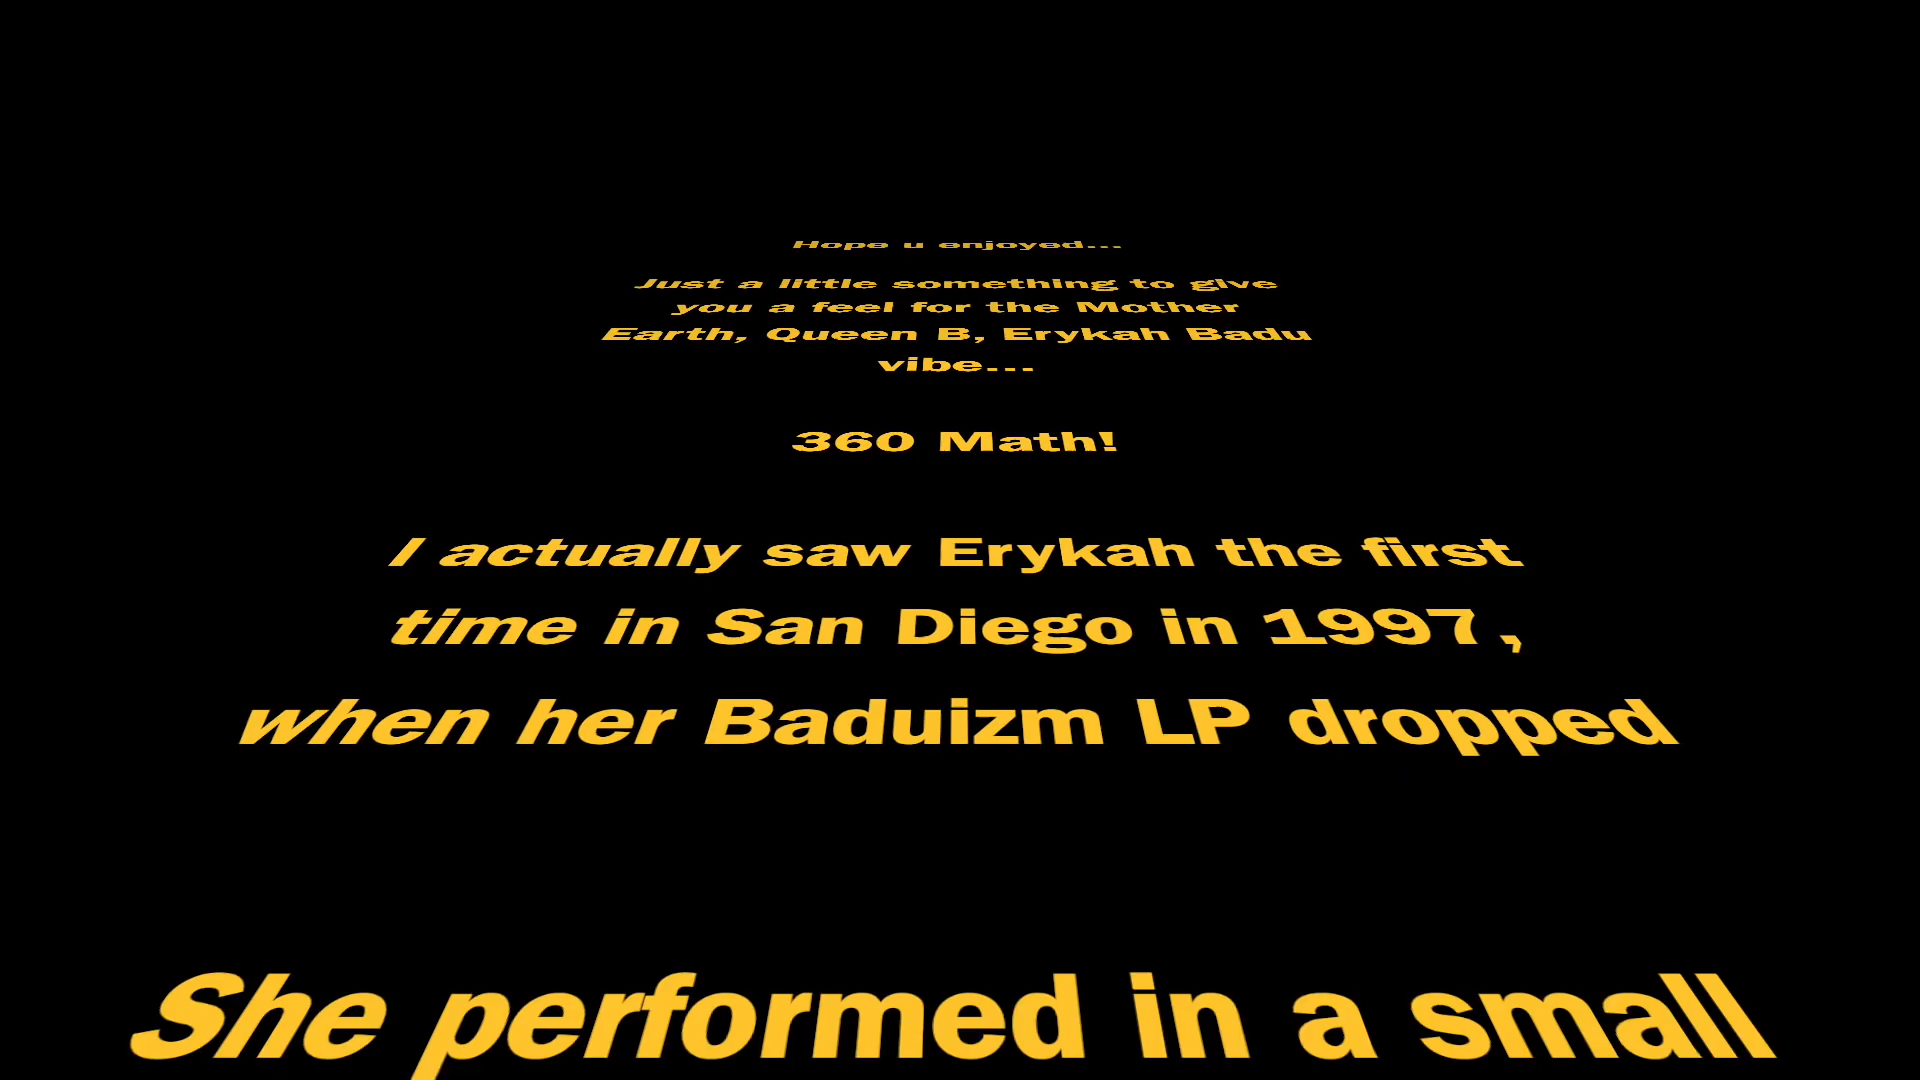 Hope u enjoyed...
Just a little something to give
you a feel for the Mother
Earth, Queen B, Erykah Badu
vibe...
360 Math!
I actually saw Erykah the first
time in San Diego in 1997,
when her Baduizm LP dropped
She performed in a small